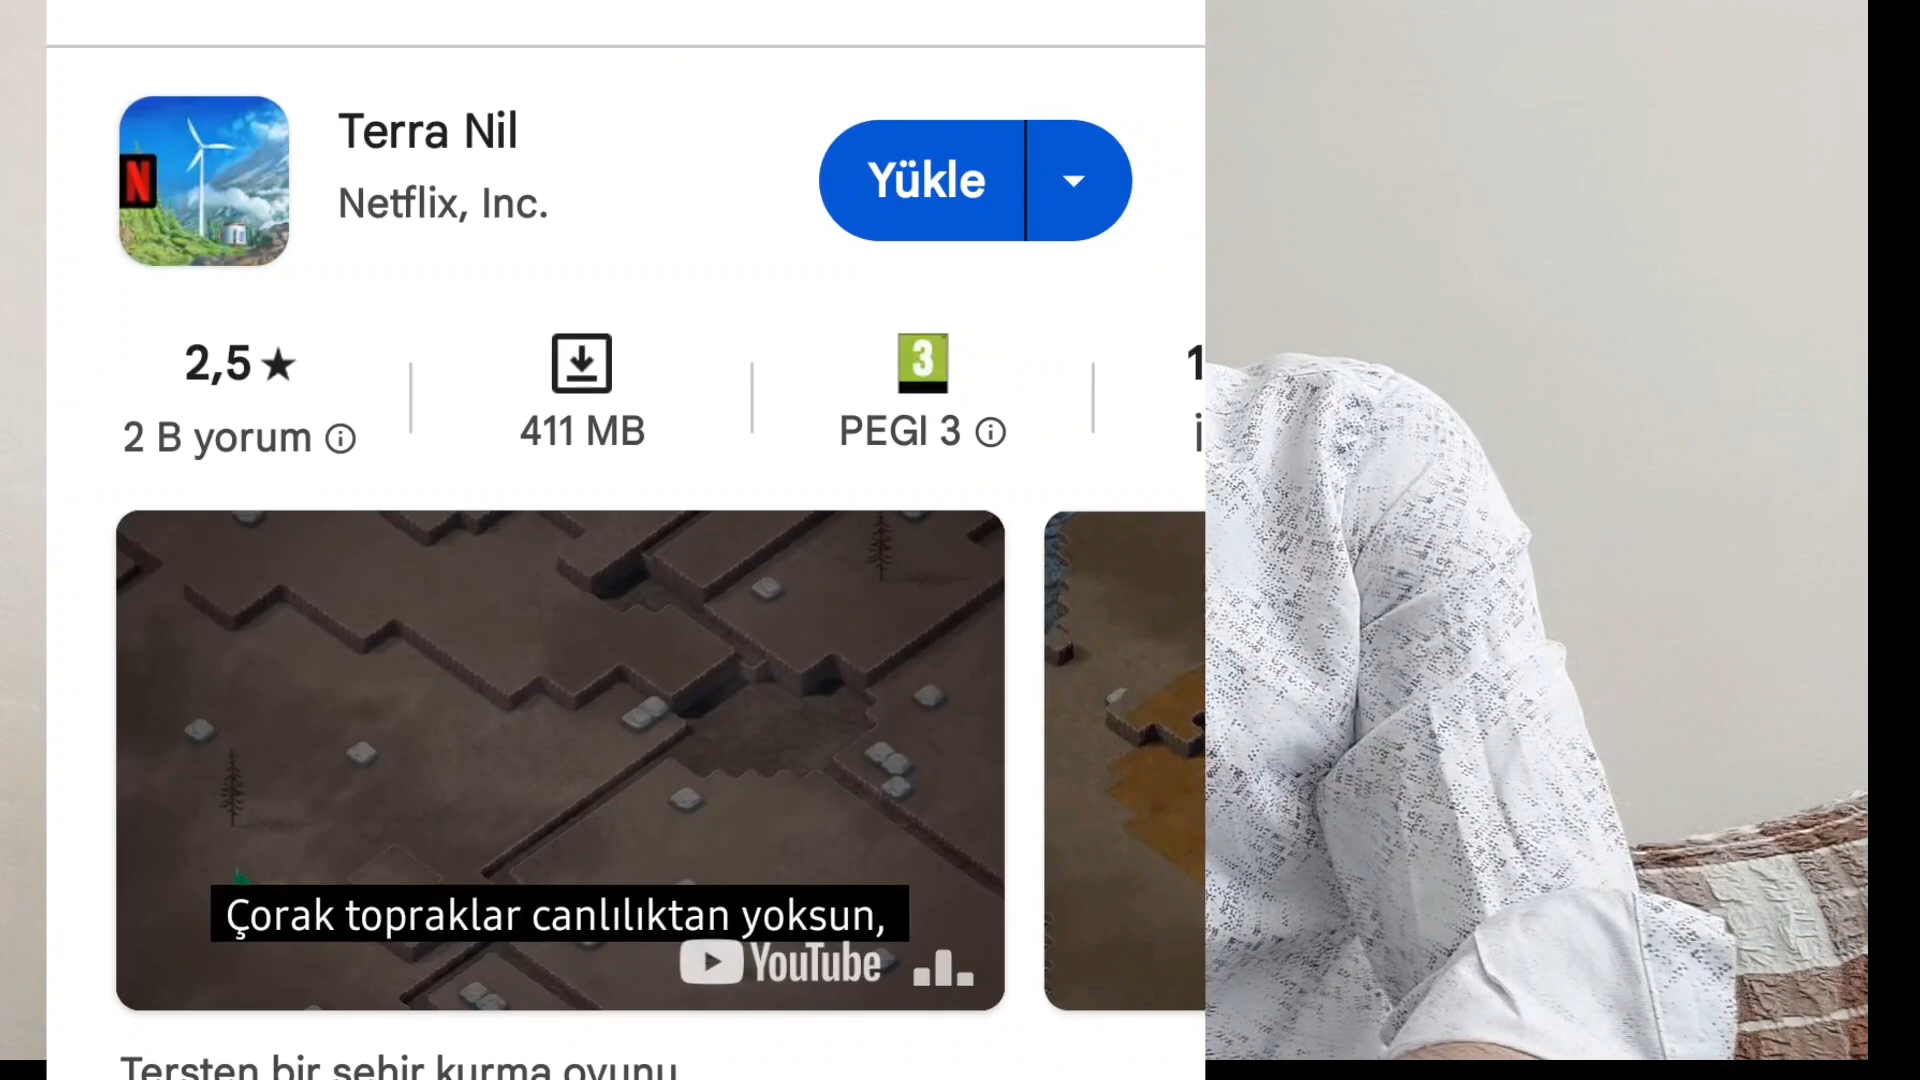 Terra Nil
Netflix, Inc.
Yükle
N
2,5 ★
2 B yorum
411 MB
3
PEGI 3
Çorak topraklar canlılıktan yoksun,
YouTube
Tersten bir şehir kurma oyunu